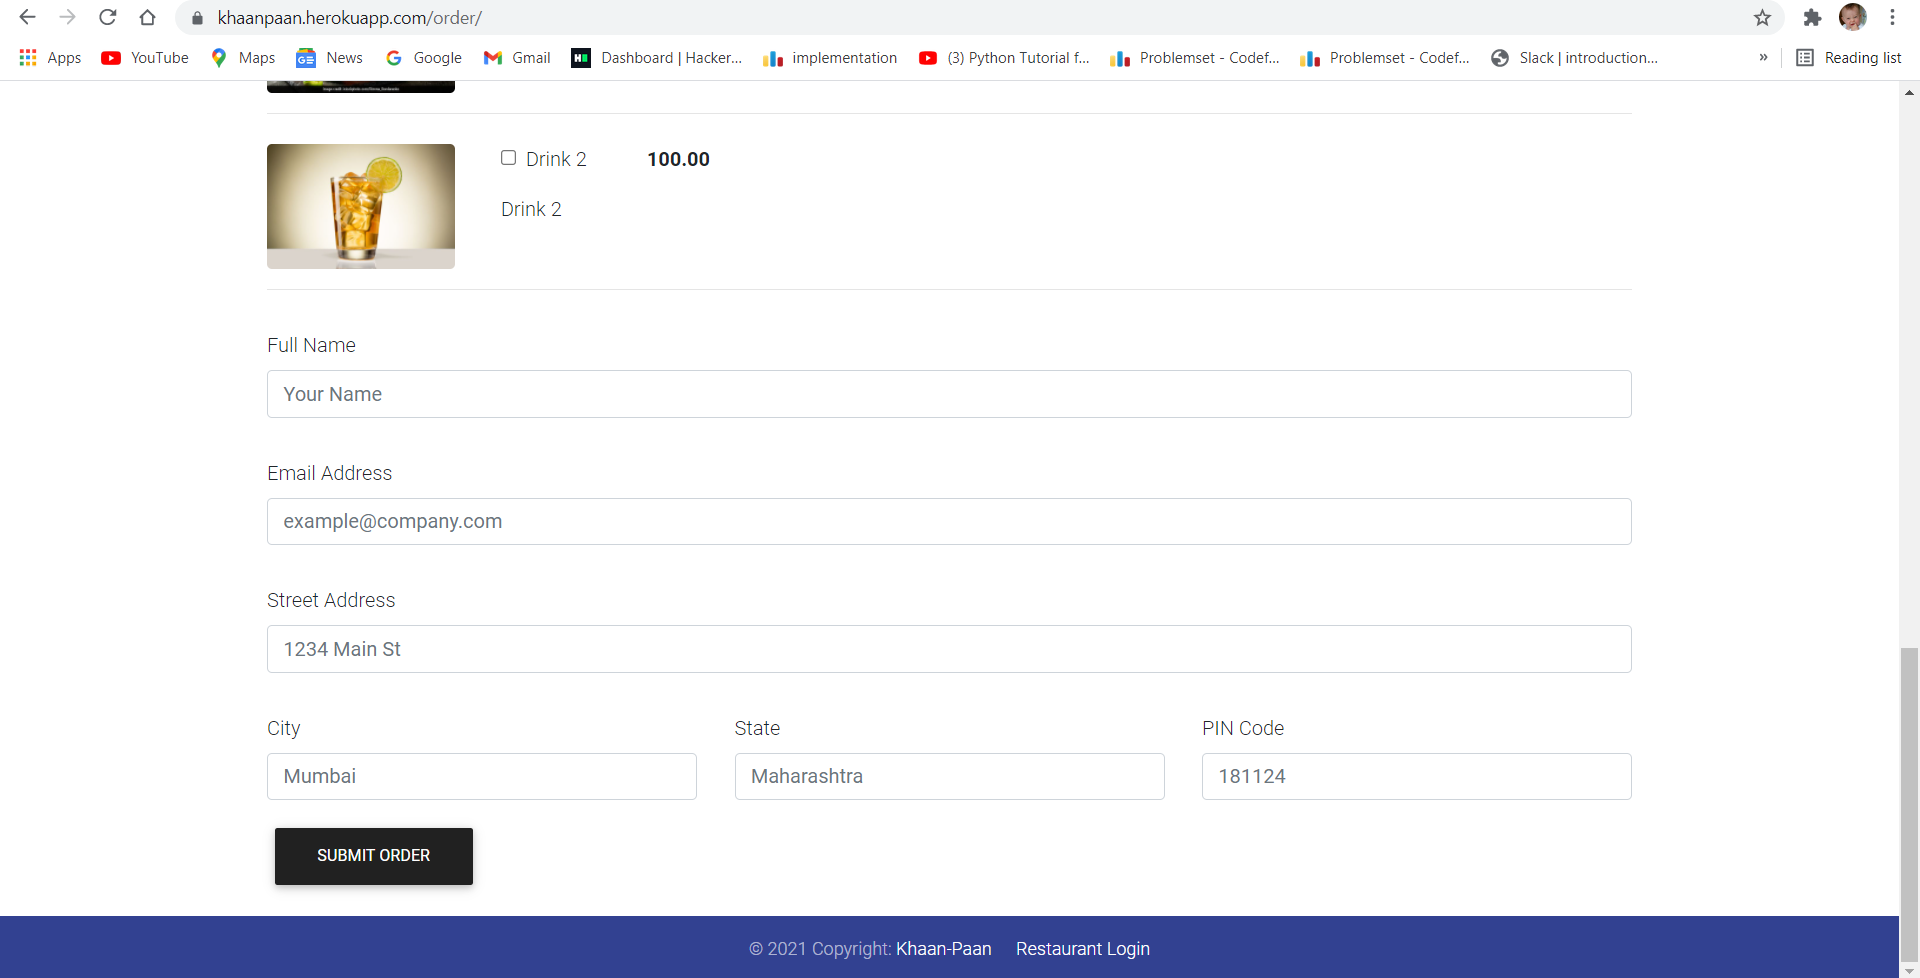 khaanpaan.herokuapp.com/order/
Apps YouTube Maps News Google Gmail Dashboard | Hacker... implementation (3) Python Tutorial f... Problemset - Codef... Problemset - Codef... Slack | introduction... » Reading list
Drink 2 100.00
Drink 2
Full Name
Your Name
Email Address
example@company.com
Street Address
1234 Main St
City State PIN Code
Mumbai Maharashtra 181124
SUBMIT ORDER
© 2021 Copyright: Khaan-Paan Restaurant Login